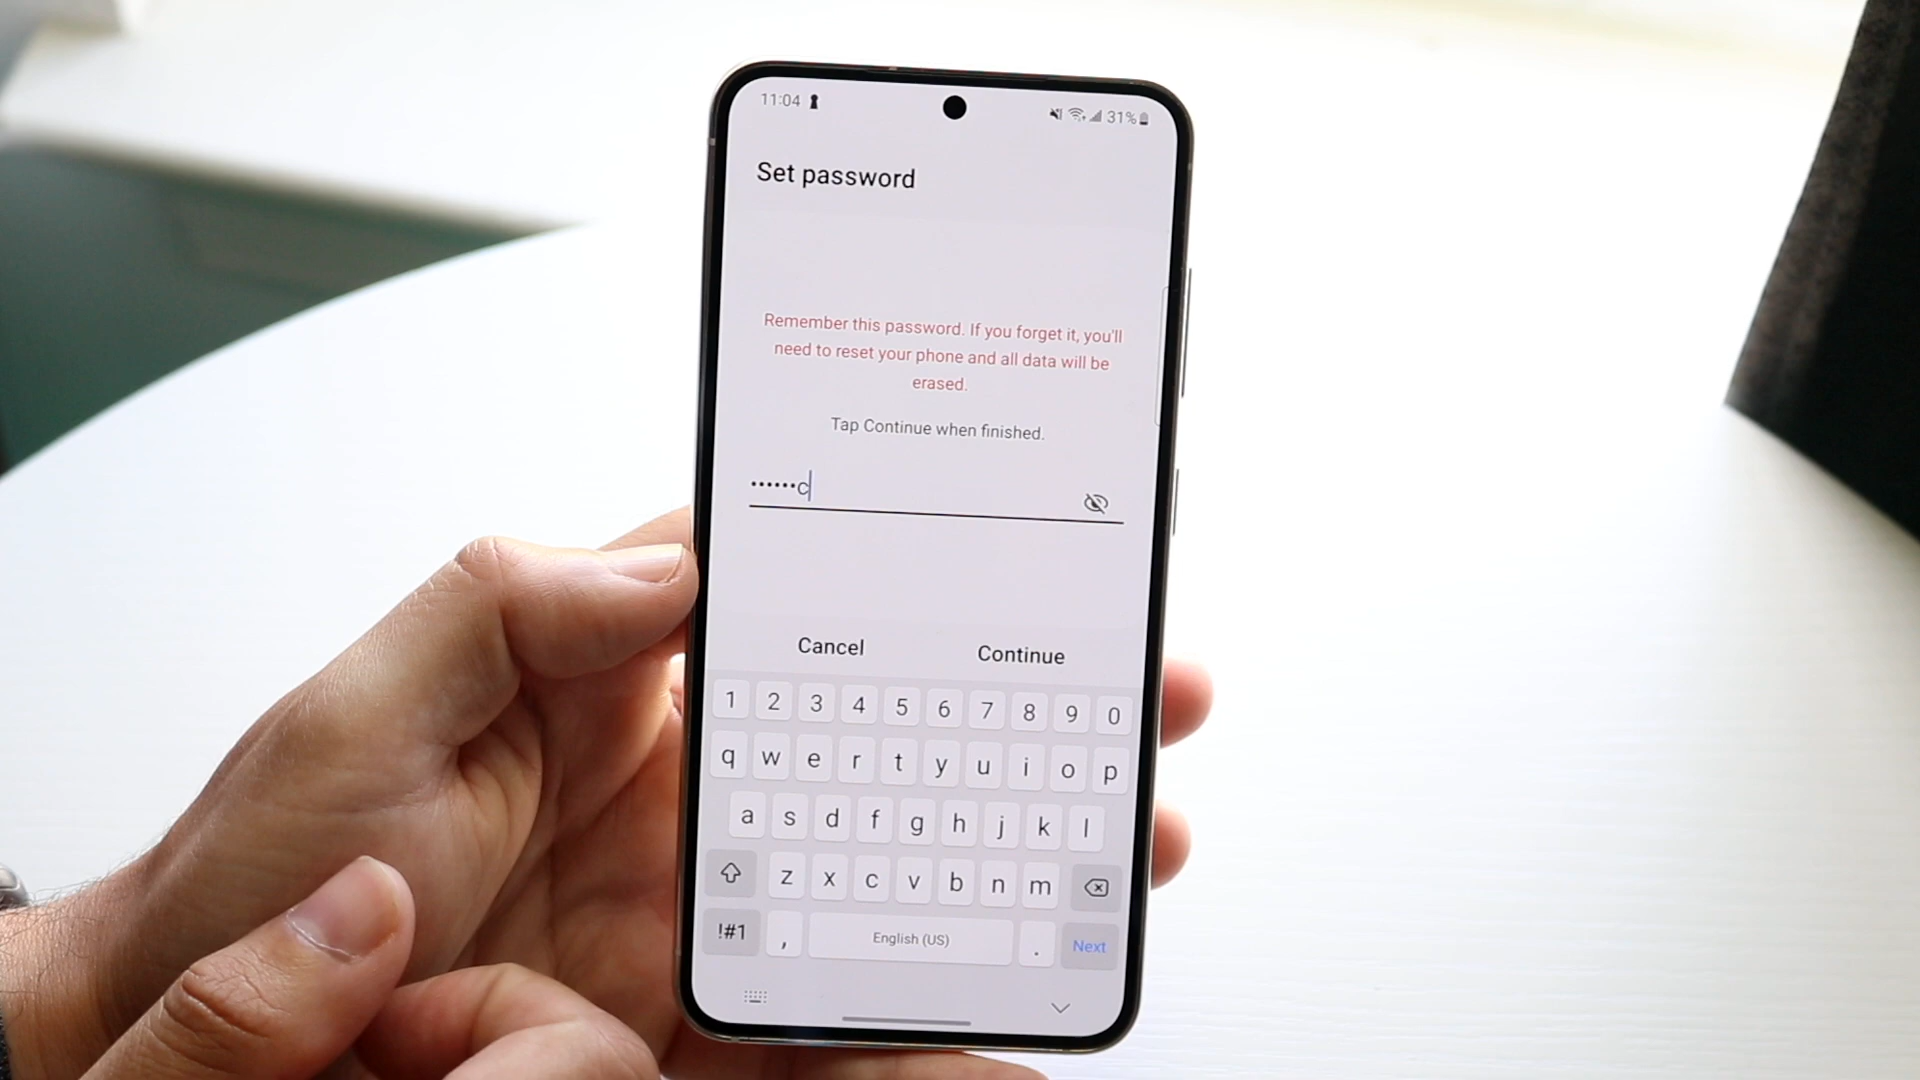 11:04 31%
Set password
Remember this password. If you forget it, you'll
need to reset your phone and all data will be
erased.
Tap Continue when finished.
••••••c
Cancel Continue
1 2 3 4 5 6 7 8 9 0
q w e r t y u i o p
a s d f g h j k l
z x c v b n m
!#1 , English (US) . Next